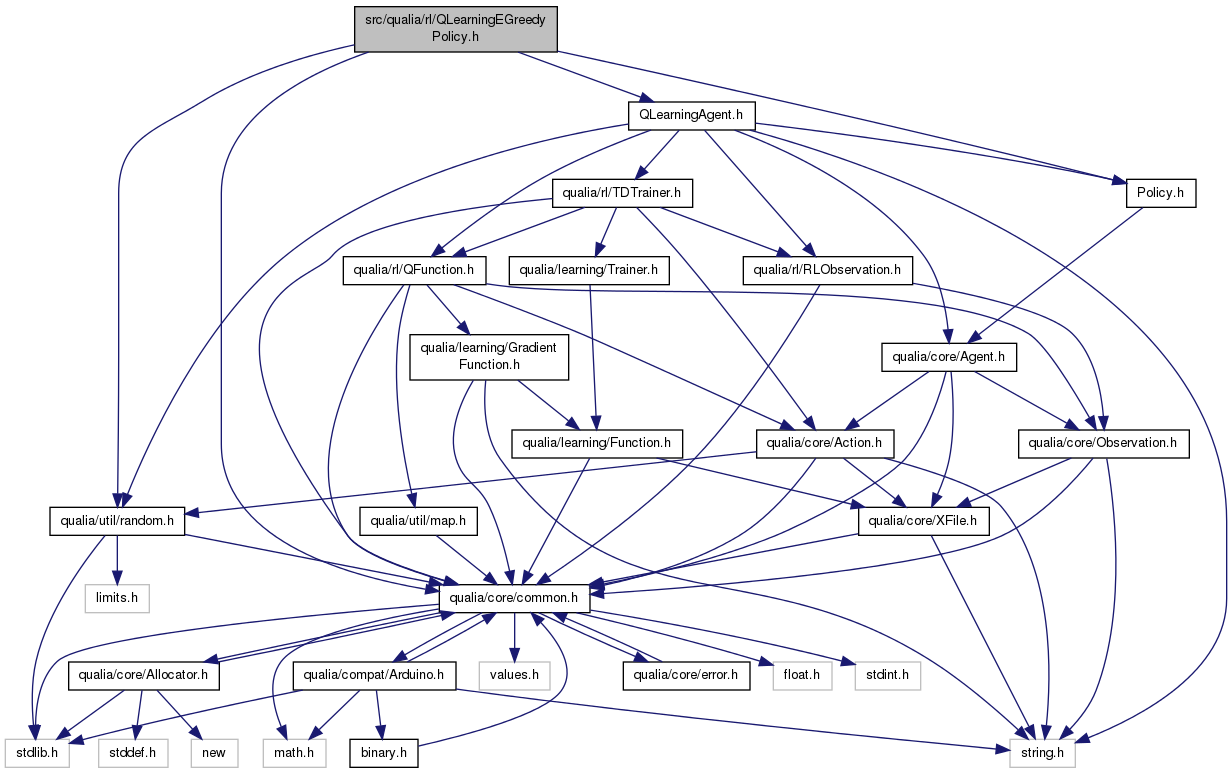 src/qualia/rl/QLearningEGreedy
Policy.h
QLearningAgent.h
qualia/rl/TDTrainer.h
Policy.h
qualia/rl/QFunction.h
qualia/learning/Trainer.h
qualia/rl/RLObservation.h
qualia/learning/Gradient
Function.h
qualia/core/Agent.h
qualia/learning/Function.h
qualia/core/Action.h
qualia/core/Observation.h
qualia/util/random.h
qualia/util/map.h
qualia/core/XFile.h
limits.h
qualia/core/common.h
qualia/core/Allocator.h
qualia/compat/Arduino.h
values.h
qualia/core/error.h
float.h
stdint.h
stdlib.h
stddef.h
new
math.h
binary.h
string.h